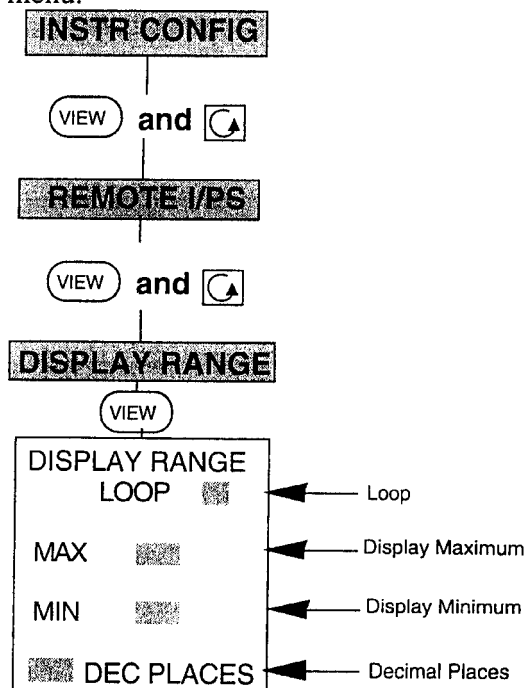 menu.
INSTR CONFIG
VIEW and
REMOTE I/PS
VIEW and
DISPLAY RANGE
VIEW
DISPLAY RANGE
LOOP Loop
MAX Display Maximum
MIN Display Minimum
DEC PLACES Decimal Places